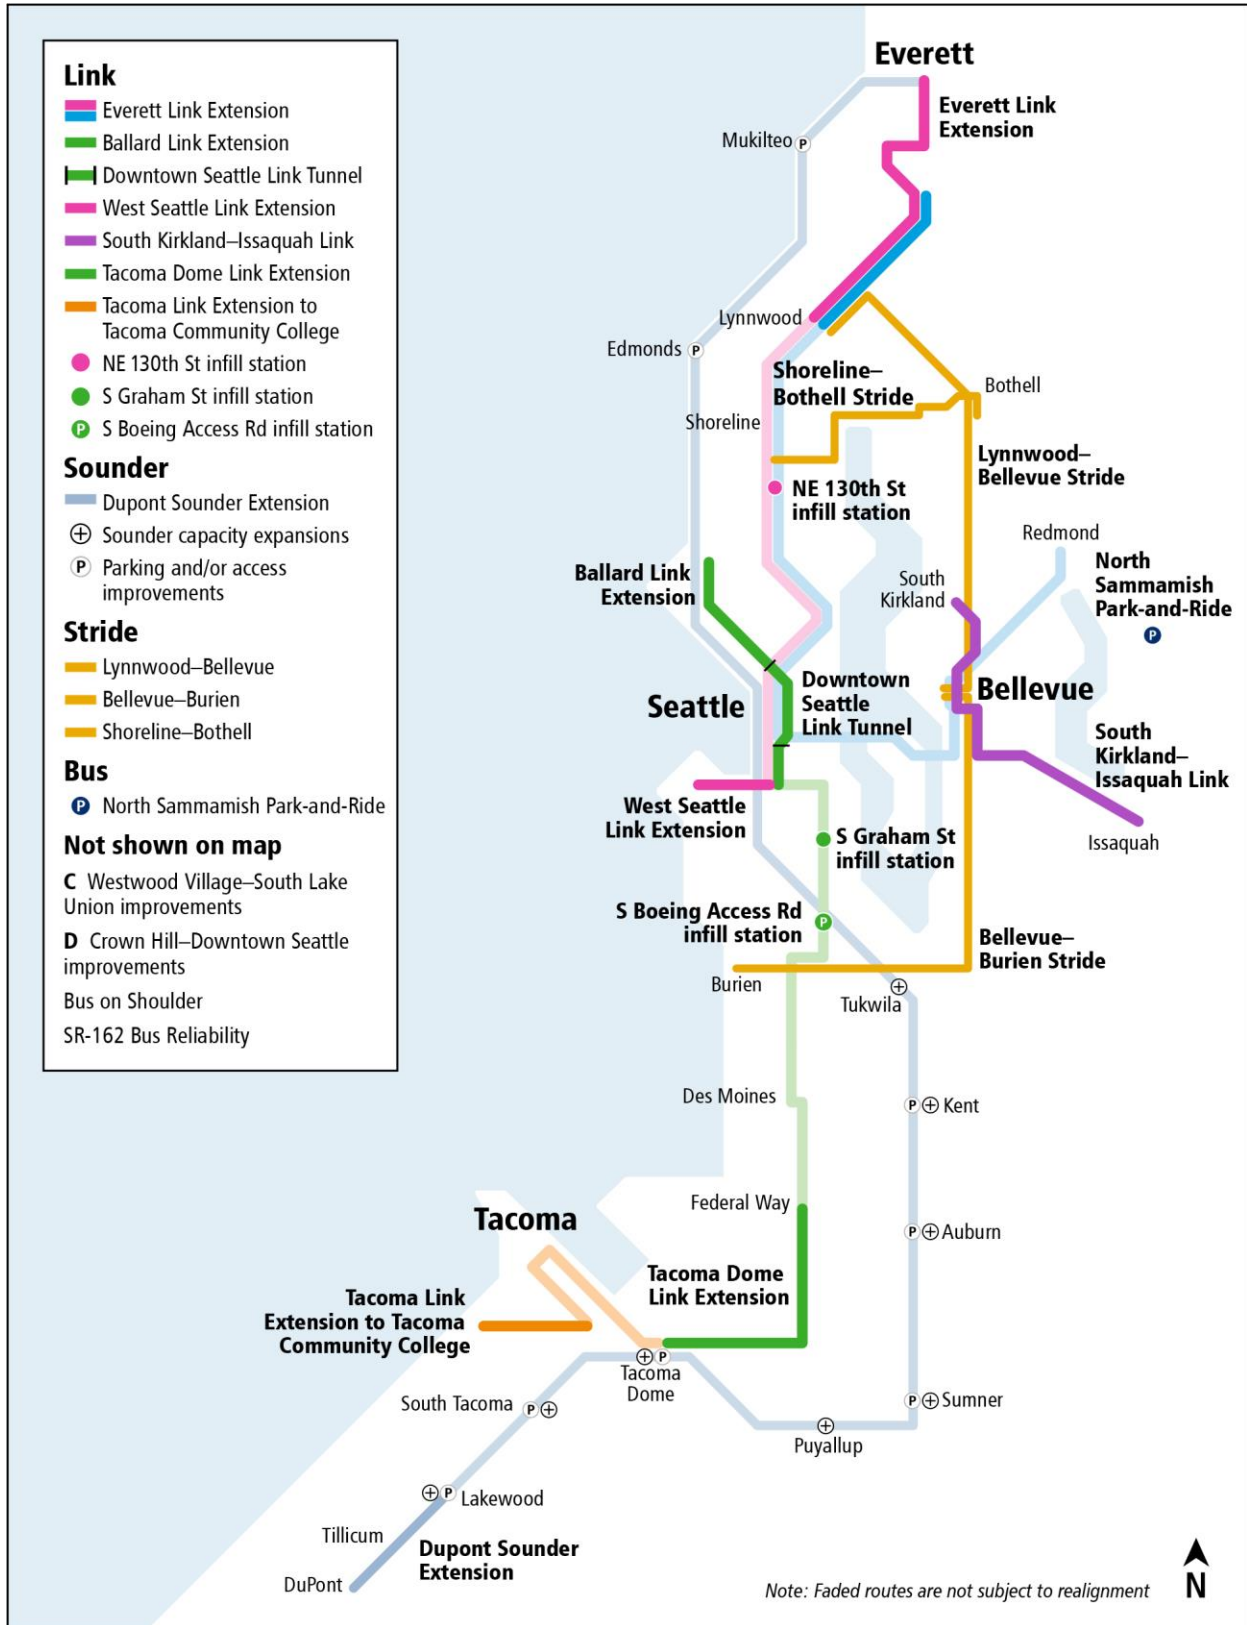 Link
Everett Link Extension
Ballard Link Extension
Downtown Seattle Link Tunnel
West Seattle Link Extension
South Kirkland–Issaquah Link
Tacoma Dome Link Extension
Tacoma Link Extension to
Tacoma Community College
NE 130th St infill station
S Graham St infill station
P S Boeing Access Rd infill station
Sounder
Dupont Sounder Extension
Sounder capacity expansions
P Parking and/or access
improvements
Stride
Lynnwood–Bellevue
Bellevue–Burien
Shoreline–Bothell
Bus
P North Sammamish Park-and-Ride
Not shown on map
C Westwood Village–South Lake
Union improvements
D Crown Hill–Downtown Seattle
improvements
Bus on Shoulder
SR-162 Bus Reliability
Everett
Everett Link
Extension
Mukilteo P
Lynnwood
Edmonds P
Shoreline–
Bothell Stride
Bothell
Shoreline
Lynnwood–
Bellevue Stride
NE 130th St
infill station
Redmond
North
Sammamish
Park-and-Ride
P
Ballard Link
Extension
South
Kirkland
Seattle
Downtown
Seattle
Link Tunnel
Bellevue
South
Kirkland–
Issaquah Link
West Seattle
Link Extension
S Graham St
infill station
Issaquah
S Boeing Access Rd
infill station
P
Bellevue–
Burien Stride
Burien
Tukwila
Des Moines
P Kent
Federal Way
P Auburn
Tacoma
Tacoma Dome
Link Extension
Tacoma Link
Extension to Tacoma
Community College
P
Tacoma
Dome
South Tacoma P
P Sumner
Puyallup
P Lakewood
Tillicum
Dupont Sounder
Extension
DuPont
Note: Faded routes are not subject to realignment
N